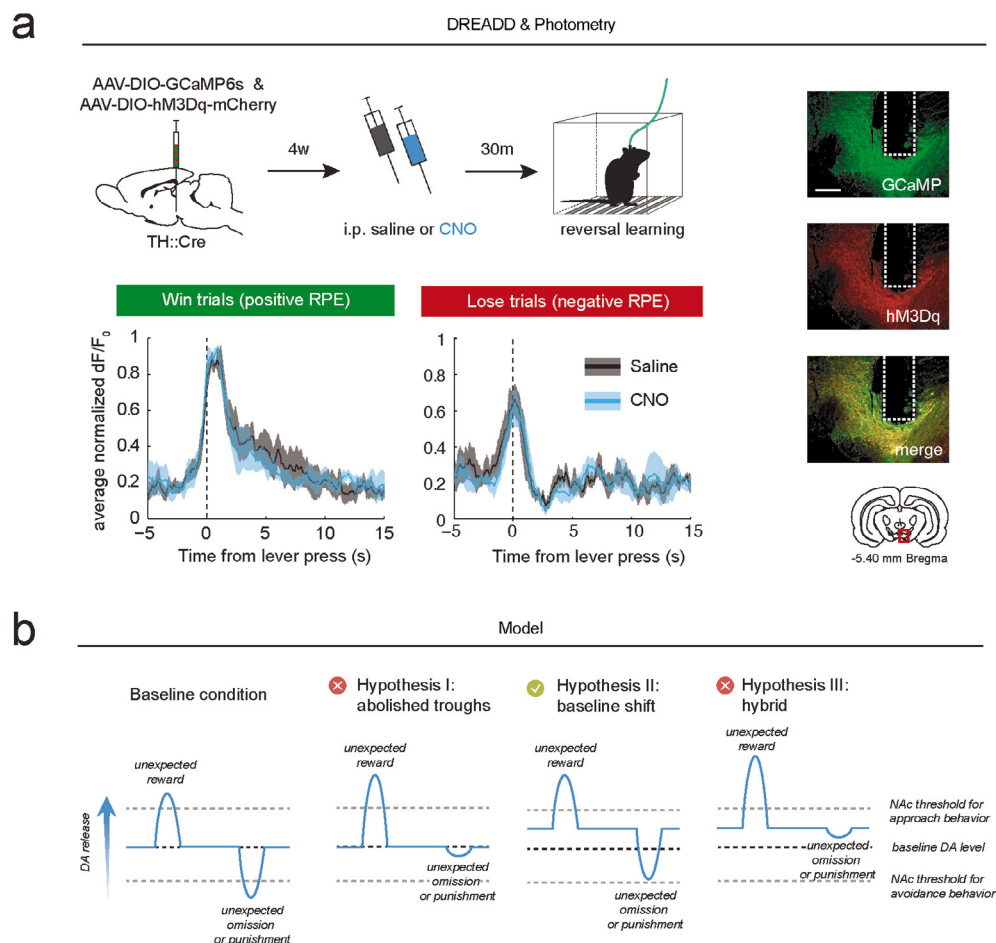 a
DREADD & Photometry
AAV-DIO-GCaMP6s &
AAV-DIO-hM3Dq-mCherry
4w
30m
TH::Cre
i.p. saline or CNO
reversal learning
GCaMP
hM3Dq
merge
-5.40 mm Bregma
Win trials (positive RPE)
average normalized dF/F0
1
0.8
0.6
0.4
0.2
0
−5
0
5
10
15
Time from lever press (s)
Lose trials (negative RPE)
1
0.8
0.6
0.4
0.2
0
−5
0
5
10
15
Time from lever press (s)
Saline
CNO
b
Model
Baseline condition
unexpected
reward
DA release
unexpected
omission
or punishment
Hypothesis I:
abolished troughs
unexpected
reward
unexpected
omission
or punishment
Hypothesis II:
baseline shift
unexpected
reward
unexpected
omission
or punishment
Hypothesis III:
hybrid
unexpected
reward
unexpected
omission
or punishment
NAc threshold for
approach behavior
baseline DA level
NAc threshold for
avoidance behavior